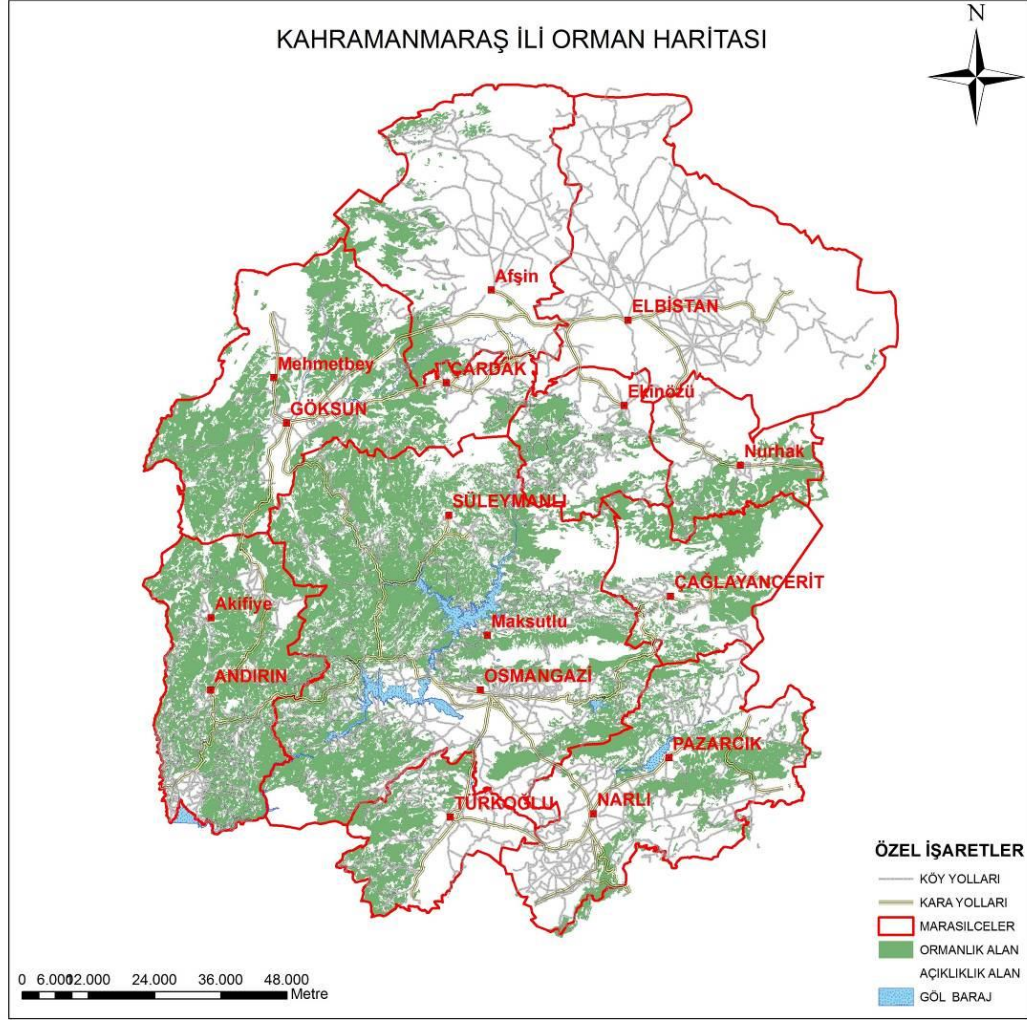 N
KAHRAMANMARAŞ İLİ ORMAN HARİTASI
Afşin
ELBİSTAN
Mehmetbey
ÇARDAK
Ekinözü
GÖKSUN
Nurhak
SÜLEYMANLI
ÇAĞLAYANCERİT
Akifiye
Maksutlu
ANDIRIN
OSMANGAZİ
PAZARCIK
TÜRKOĞLU
NARLI
ÖZEL İŞARETLER
KÖY YOLLARI
KARA YOLLARI
MARASILCELER
ORMANLIK ALAN
AÇIKLIKLIK ALAN
GÖL BARAJ
0 6.000 12.000 24.000 36.000 48.000
Metre